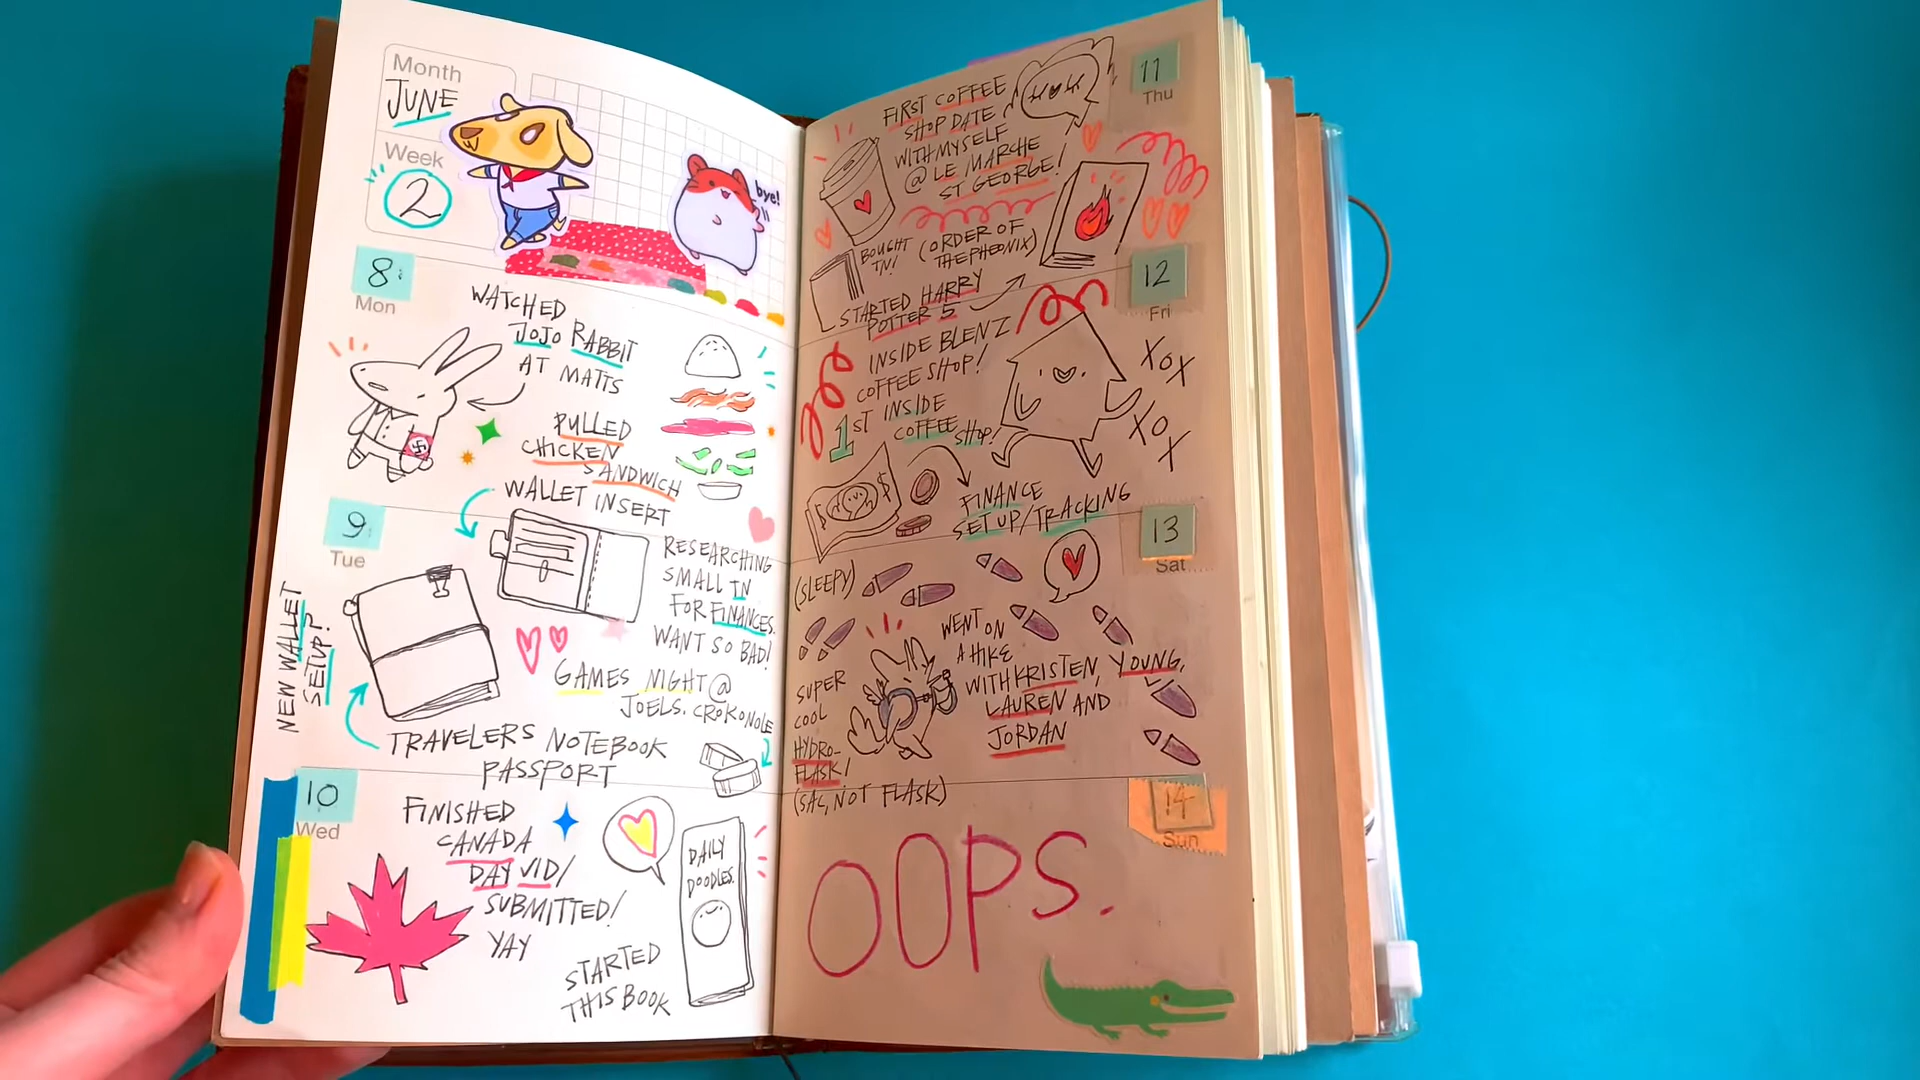 Month
JUNE
Week
2
bye!
8
Mon
WATCHED
JOJO RABBIT
AT MATTS
PULLED
CHICKEN
SANDWICH
WALLET INSERT
9
Tue
NEW WALLET
SETUP?
RESEARCHING
SMALL TN
FOR FINANCES.
WANT SO BAD!
GAMES NIGHT @
JOELS. CROKONOLE
TRAVELERS NOTEBOOK
PASSPORT
10
Wed
FINISHED
CANADA
DAY VID/
SUBMITTED!
YAY
DAILY
DOODLES.
STARTED
THIS BOOK
11
Thu
FIRST COFFEE
SHOP DATE
WITH MYSELF
@ LE MARCHE
ST GEORGE!
BOUGHT
TN!
(ORDER OF
THE PHEONIX)
STARTED HARRY
POTTER 5
12
Fri
INSIDE BLENZ
COFFEE SHOP!
1ST INSIDE
COFFEE SHOP!
XOX
XOX
$ $
FINANCE
SET UP/TRACKING
13
Sat
(SLEEPY)
WENT ON
A HIKE
WITH KRISTEN, YOUNG,
LAUREN AND
JORDAN
SUPER
COOL
HYDRO-
FLASK!
(SAC, NOT FLASK)
14
Sun
OOPS.